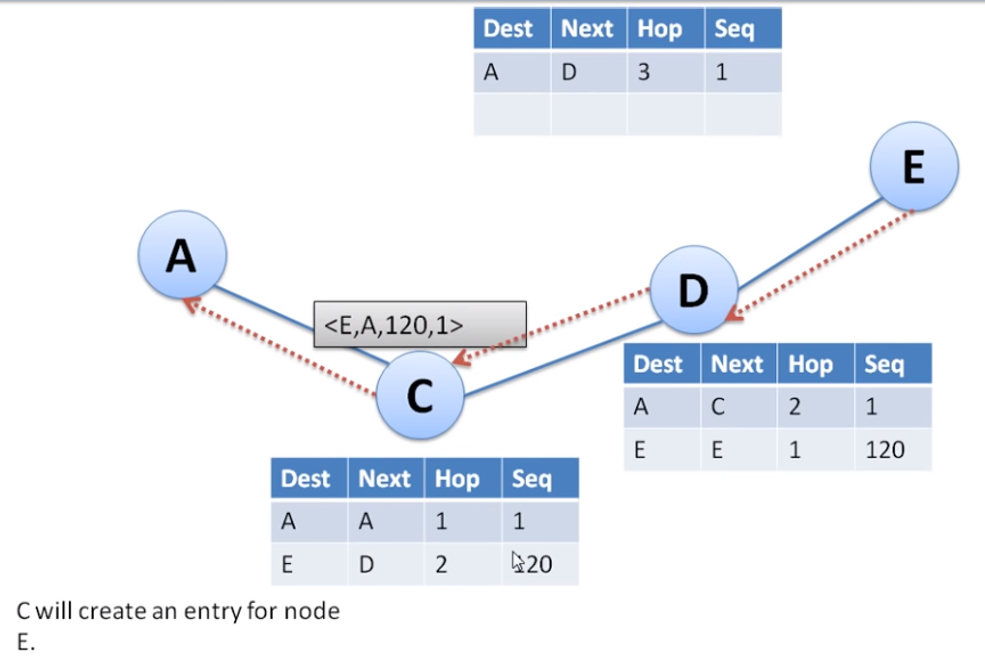 Dest Next Hop Seq
A D 3 1
E
A
D
<E,A,120,1>
C
Dest Next Hop Seq
A C 2 1
E E 1 120
Dest Next Hop Seq
A A 1 1
E D 2 120
C will create an entry for node
E.